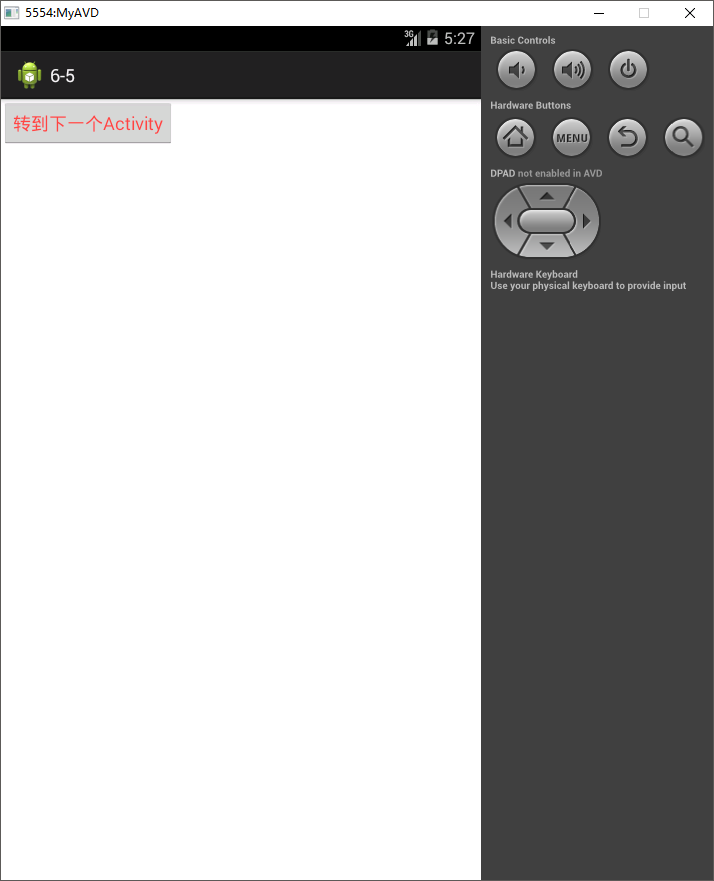 5554:MyAVD
3G 5:27
6-5
转到下一个Activity
Basic Controls
Hardware Buttons
MENU
DPAD not enabled in AVD
Hardware Keyboard
Use your physical keyboard to provide input